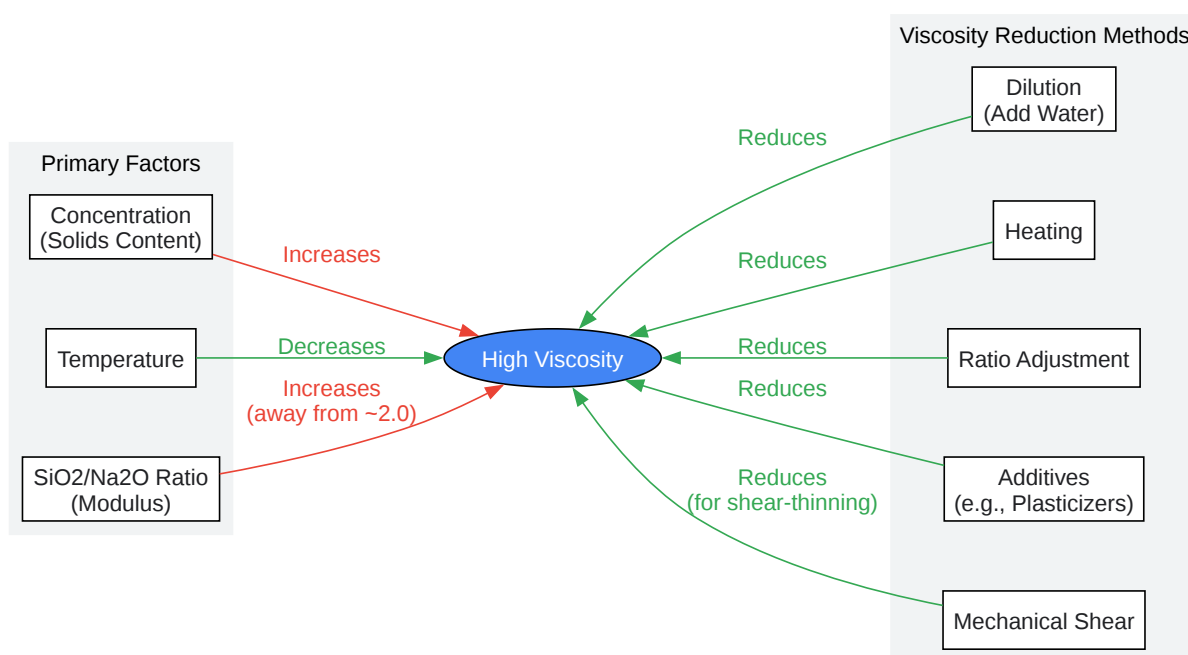 Primary Factors
Concentration
(Solids Content)
Temperature
SiO2/Na2O Ratio
(Modulus)
Increases
Decreases
Increases
(away from ~2.0)
High Viscosity
Reduces
Reduces
Reduces
Reduces
Reduces
(for shear-thinning)
Viscosity Reduction Methods
Dilution
(Add Water)
Heating
Ratio Adjustment
Additives
(e.g., Plasticizers)
Mechanical Shear